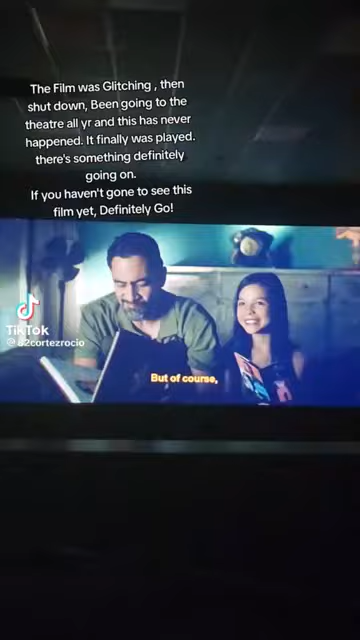 The Film was Glitching , then
shut down, Been going to the
theatre all yr and this has never
happened. It finally was played.
there's something definitely
going on.
If you haven't gone to see this
film yet, Definitely Go!
TikTok
@ 82cortezrocio
But of course,